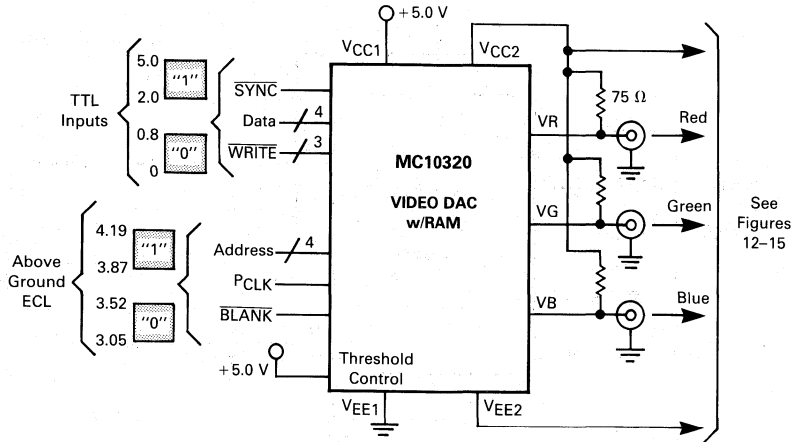 +5.0 V
VCC1
VCC2
5.0
"1"
2.0
TTL
Inputs
0.8
"0"
0
SYNC
Data
4
WRITE
3
75 Ω
VR
Red
MC10320
VIDEO DAC
w/RAM
VG
Green
See
Figures
12–15
4.19
"1"
3.87
Above
Ground
ECL
3.52
"0"
3.05
Address
4
PCLK
BLANK
VB
Blue
+5.0 V
Threshold
Control
VEE1
VEE2